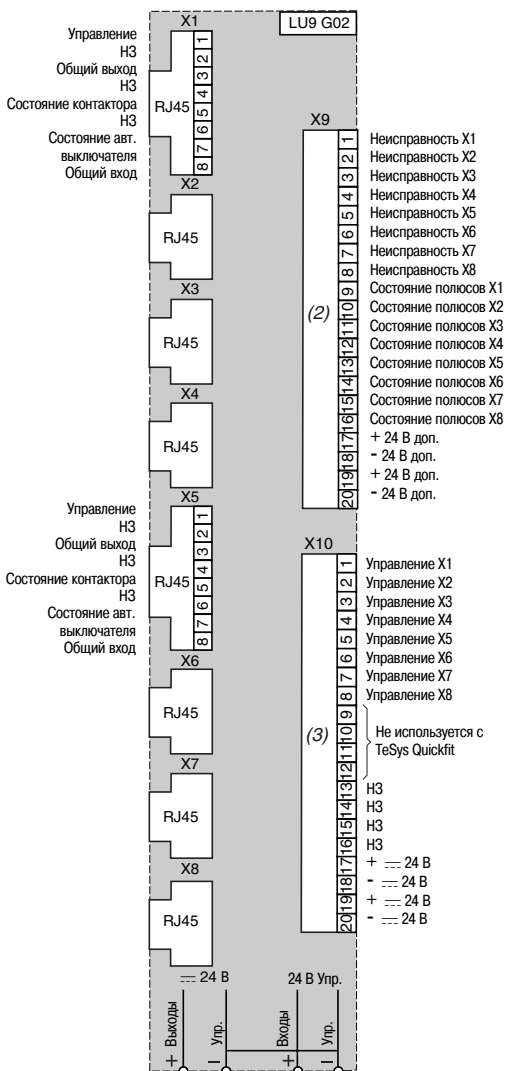 LU9 G02
X1
Управление
НЗ
Общий выход
НЗ
Состояние контактора
НЗ
Состояние авт.
выключателя
Общий вход
RJ45
1
2
3
4
5
6
7
8
X2
RJ45
X3
RJ45
X4
RJ45
X5
Управление
НЗ
Общий выход
НЗ
Состояние контактора
НЗ
Состояние авт.
выключателя
Общий вход
RJ45
1
2
3
4
5
6
7
8
X6
RJ45
X7
RJ45
X8
RJ45
X9
(2)
1 Неисправность X1
2 Неисправность X2
3 Неисправность X3
4 Неисправность X4
5 Неисправность X5
6 Неисправность X6
7 Неисправность X7
8 Неисправность X8
9 Состояние полюсов X1
10 Состояние полюсов X2
11 Состояние полюсов X3
12 Состояние полюсов X4
13 Состояние полюсов X5
14 Состояние полюсов X6
15 Состояние полюсов X7
16 Состояние полюсов X8
17 + 24 В доп.
18 - 24 В доп.
19 + 24 В доп.
20 - 24 В доп.
X10
(3)
1 Управление X1
2 Управление X2
3 Управление X3
4 Управление X4
5 Управление X5
6 Управление X6
7 Управление X7
8 Управление X8
9
10 Не используется с
11 TeSys Quickfit
12
13 НЗ
14 НЗ
15 НЗ
16 НЗ
17 + ⎓ 24 В
18 - ⎓ 24 В
19 + ⎓ 24 В
20 - ⎓ 24 В
⎓ 24 В
24 В Упр.
+ Выходы
– Упр.
+ Входы
– Упр.